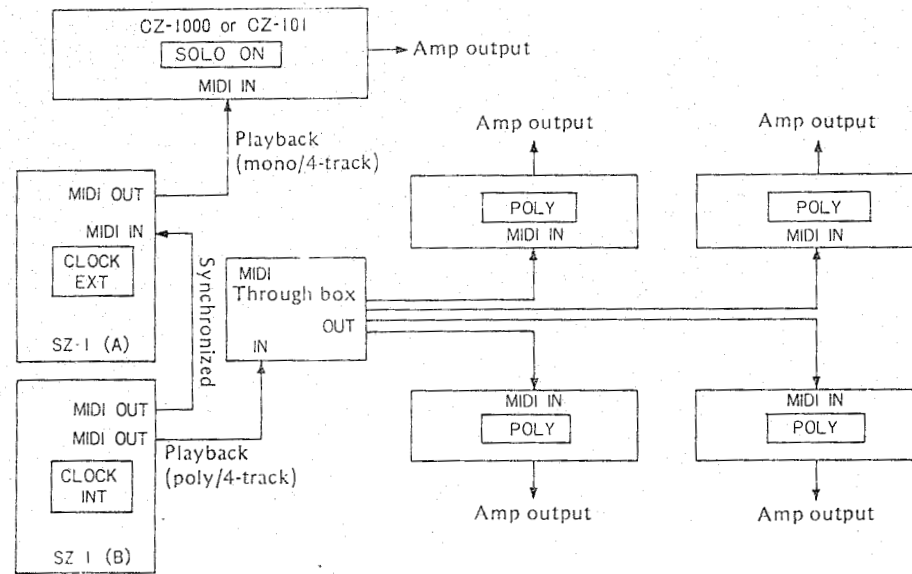 CZ-1000 or CZ-101
SOLO ON
MIDI IN
Amp output
Playback
(mono/4-track)
MIDI OUT
MIDI IN
CLOCK
EXT
SZ-1 (A)
Synchronized
MIDI OUT
MIDI OUT
CLOCK
INT
SZ 1 (B)
Playback
(poly/4-track)
MIDI
Through box
OUT
IN
Amp output
POLY
MIDI IN
Amp output
POLY
MIDI IN
MIDI IN
POLY
Amp output
MIDI IN
POLY
Amp output